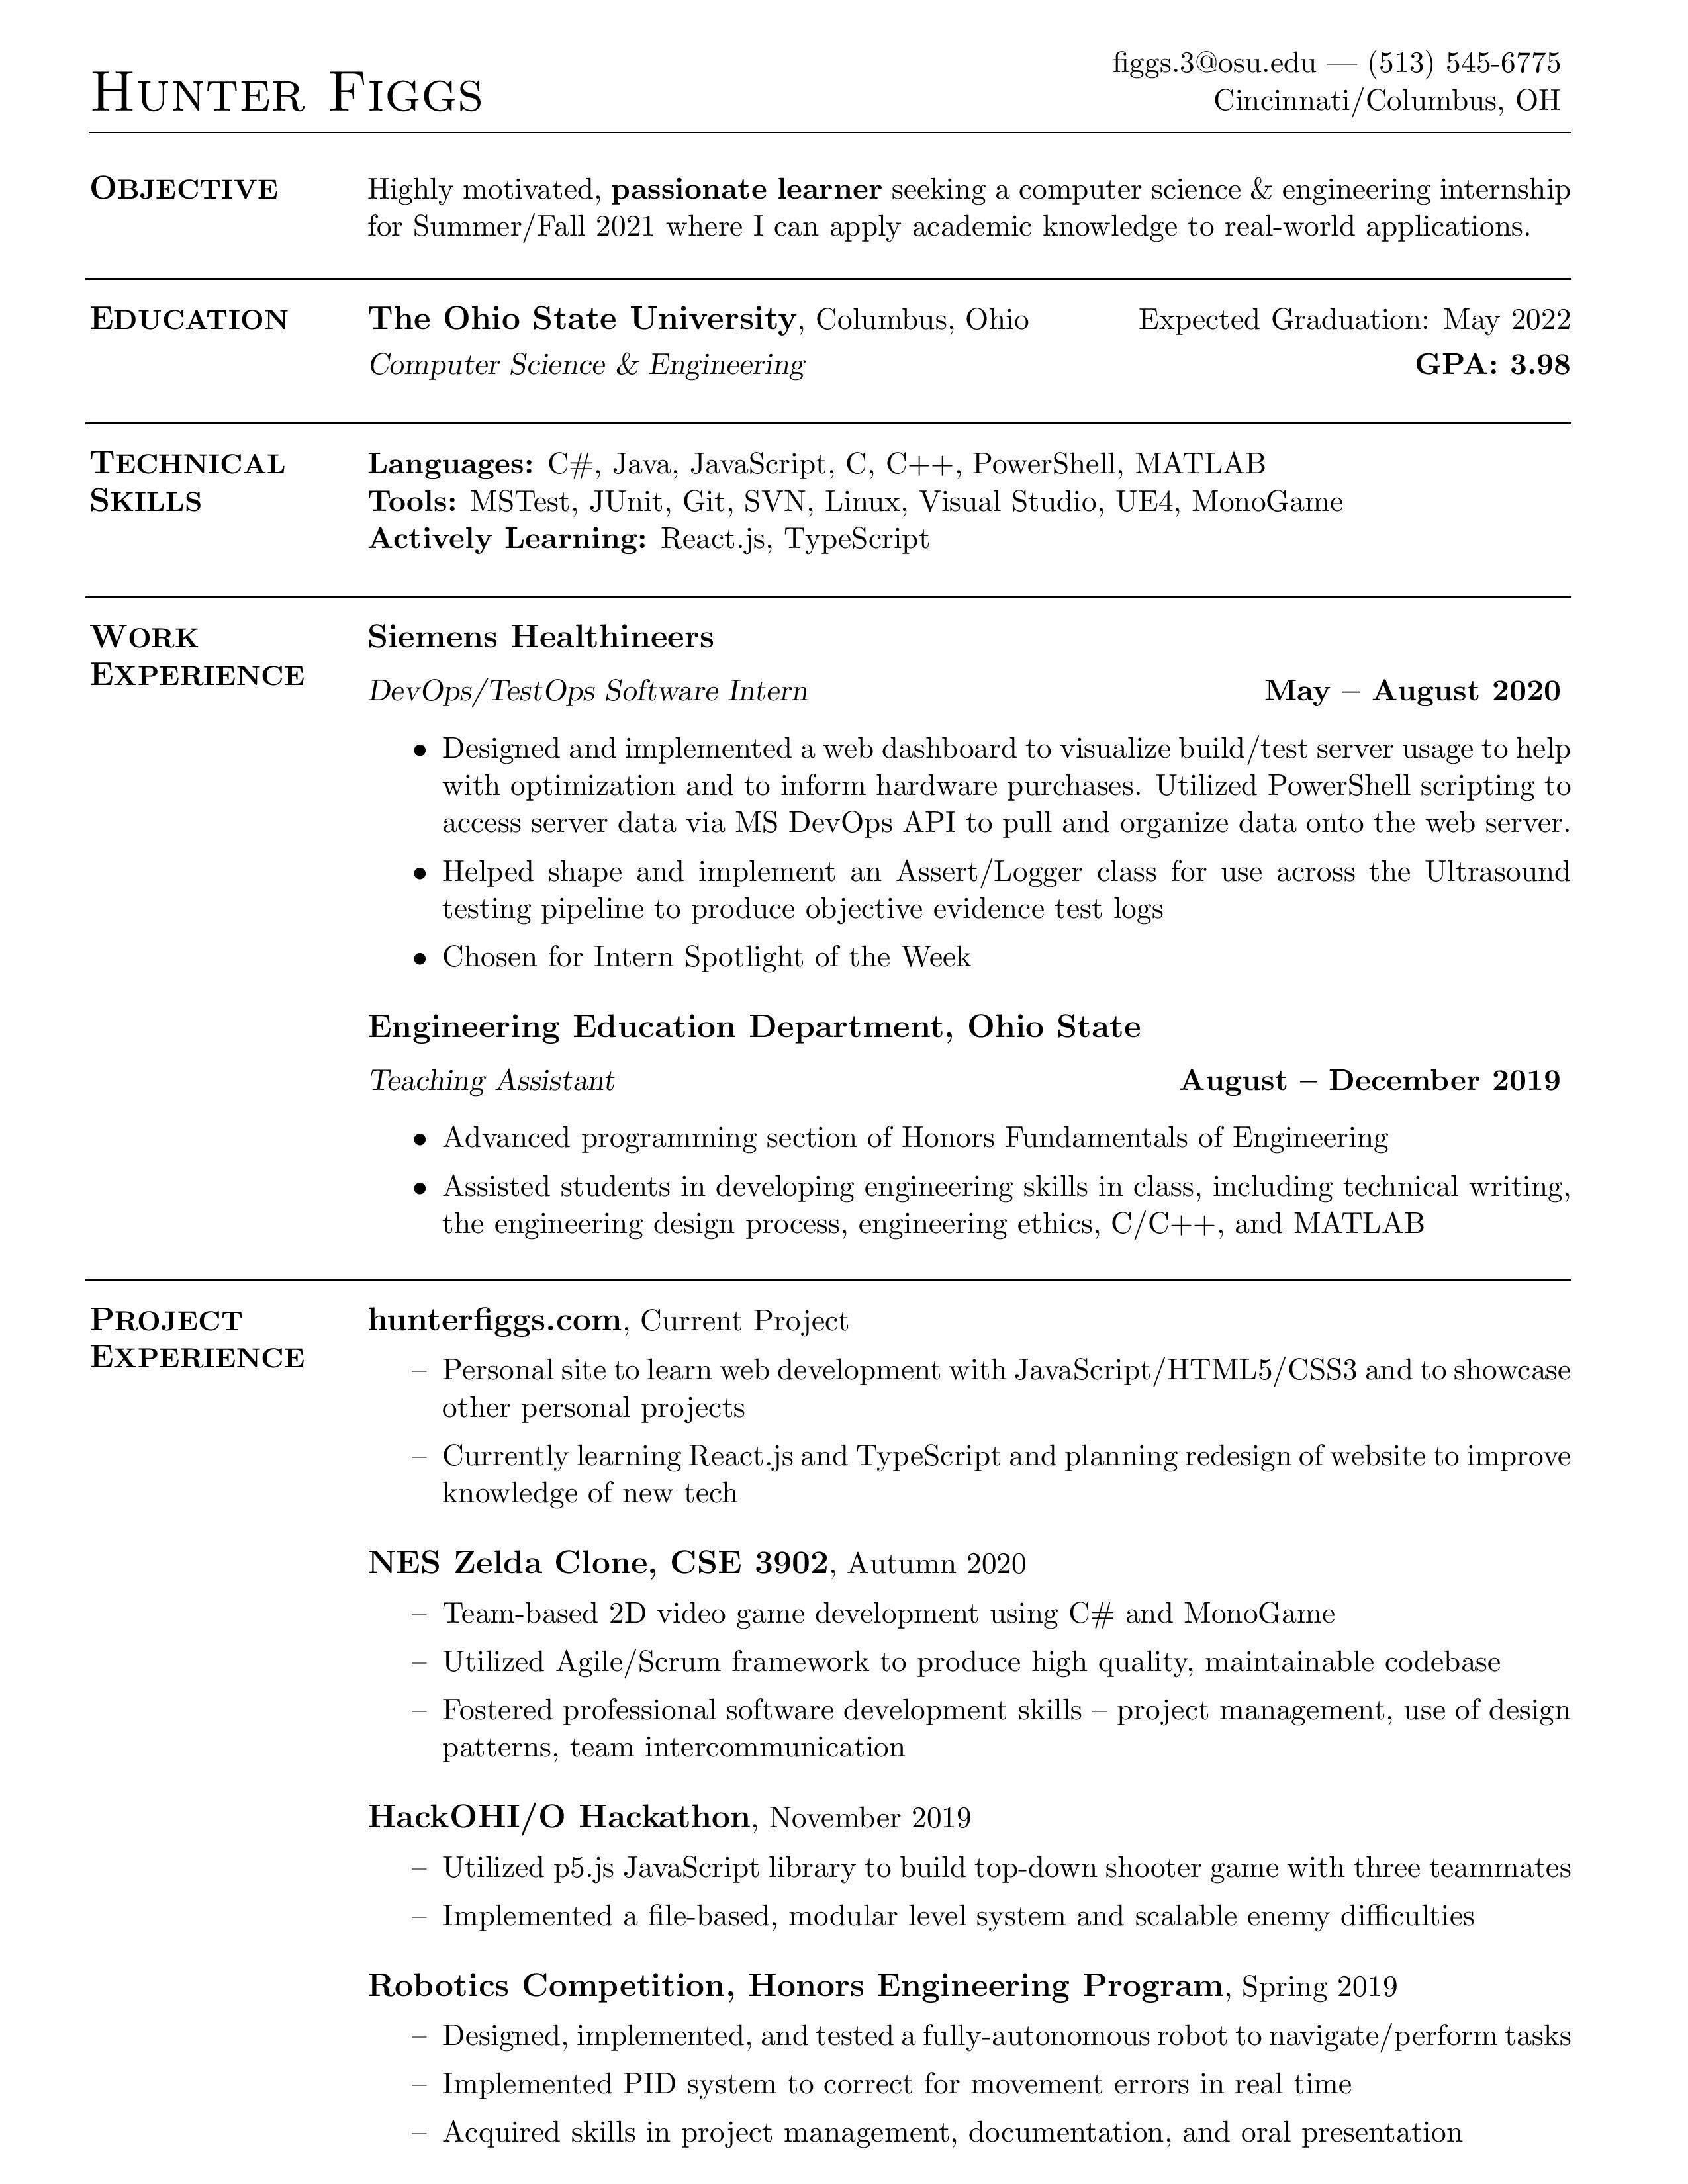 Hunter Figgs
figgs.3@osu.edu — (513) 545-6775
Cincinnati/Columbus, OH
Objective
Highly motivated, passionate learner seeking a computer science & engineering internship
for Summer/Fall 2021 where I can apply academic knowledge to real-world applications.
Education
The Ohio State University, Columbus, Ohio Expected Graduation: May 2022
Computer Science & Engineering GPA: 3.98
Technical
Skills
Languages: C#, Java, JavaScript, C, C++, PowerShell, MATLAB
Tools: MSTest, JUnit, Git, SVN, Linux, Visual Studio, UE4, MonoGame
Actively Learning: React.js, TypeScript
Work
Experience
Siemens Healthineers
DevOps/TestOps Software Intern May – August 2020
• Designed and implemented a web dashboard to visualize build/test server usage to help
with optimization and to inform hardware purchases. Utilized PowerShell scripting to
access server data via MS DevOps API to pull and organize data onto the web server.
• Helped shape and implement an Assert/Logger class for use across the Ultrasound
testing pipeline to produce objective evidence test logs
• Chosen for Intern Spotlight of the Week
Engineering Education Department, Ohio State
Teaching Assistant August – December 2019
• Advanced programming section of Honors Fundamentals of Engineering
• Assisted students in developing engineering skills in class, including technical writing,
the engineering design process, engineering ethics, C/C++, and MATLAB
Project
Experience
hunterfiggs.com, Current Project
– Personal site to learn web development with JavaScript/HTML5/CSS3 and to showcase
other personal projects
– Currently learning React.js and TypeScript and planning redesign of website to improve
knowledge of new tech
NES Zelda Clone, CSE 3902, Autumn 2020
– Team-based 2D video game development using C# and MonoGame
– Utilized Agile/Scrum framework to produce high quality, maintainable codebase
– Fostered professional software development skills – project management, use of design
patterns, team intercommunication
HackOHI/O Hackathon, November 2019
– Utilized p5.js JavaScript library to build top-down shooter game with three teammates
– Implemented a file-based, modular level system and scalable enemy difficulties
Robotics Competition, Honors Engineering Program, Spring 2019
– Designed, implemented, and tested a fully-autonomous robot to navigate/perform tasks
– Implemented PID system to correct for movement errors in real time
– Acquired skills in project management, documentation, and oral presentation